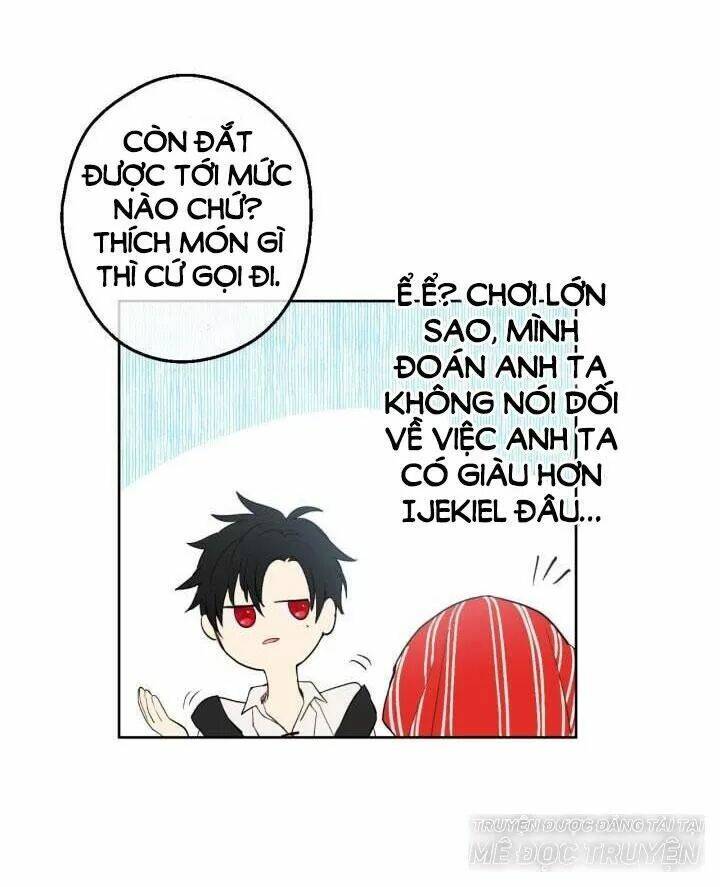 CÒN ĐẮT
ĐƯỢC TỚI MỨC
NÀO CHỨ?
THÍCH MÓN GÌ
THÌ CỨ GỌI ĐI.
Ể.Ể? CHƠI LỚN
SAO, MÌNH
ĐOÁN ANH TA
KHÔNG NÓI DỐI
VỀ VIỆC ANH TA
CÓ GIÀU HƠN
IJEKIEL ĐÂU...
TRUYỆN ĐƯỢC ĐĂNG TẢI TẠI
MÊ ĐỌC TRUYỆN